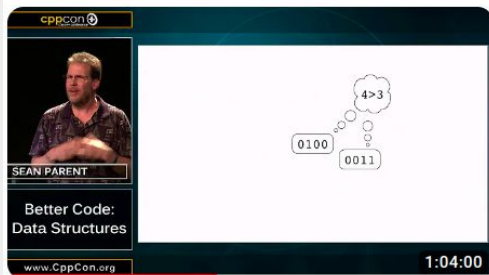 cppcon
4>3
0100
0011
SEAN PARENT
Better Code:
Data Structures
www.CppCon.org
1:04:00